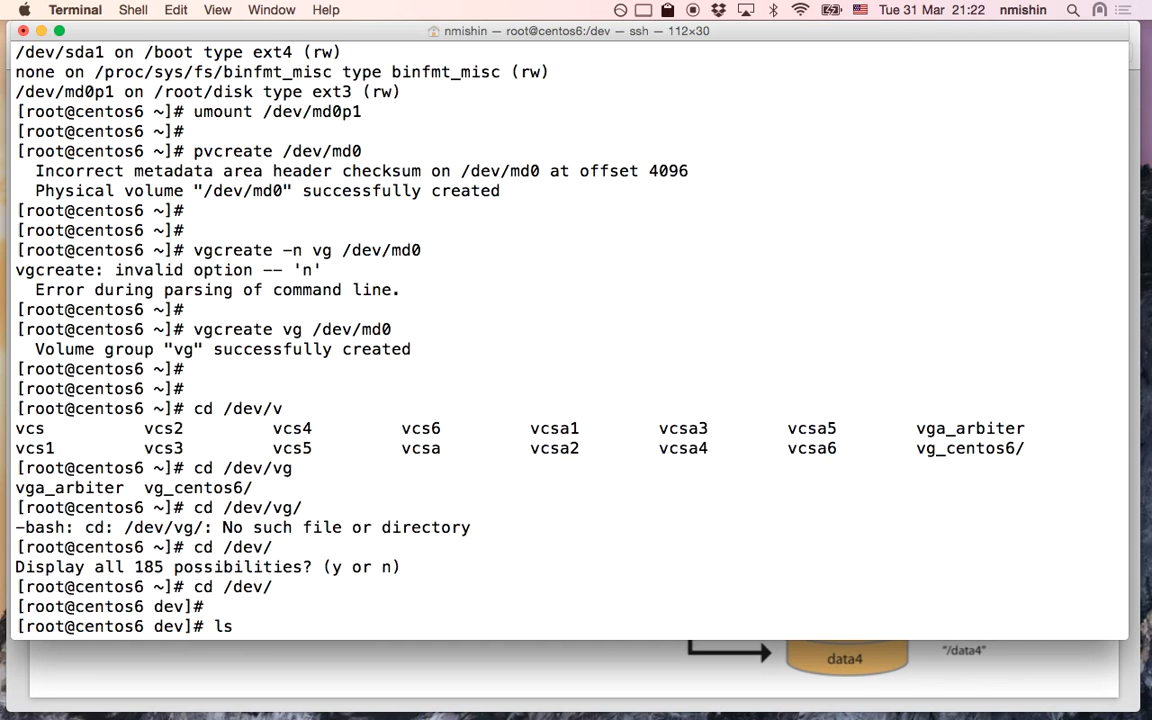 Terminal Shell Edit View Window Help Tue 31 Mar 21:22 nmishin
nmishin — root@centos6:/dev — ssh — 112×30
/dev/sda1 on /boot type ext4 (rw)
none on /proc/sys/fs/binfmt_misc type binfmt_misc (rw)
/dev/md0p1 on /root/disk type ext3 (rw)
[root@centos6 ~]# umount /dev/md0p1
[root@centos6 ~]#
[root@centos6 ~]# pvcreate /dev/md0
  Incorrect metadata area header checksum on /dev/md0 at offset 4096
  Physical volume "/dev/md0" successfully created
[root@centos6 ~]#
[root@centos6 ~]#
[root@centos6 ~]# vgcreate -n vg /dev/md0
vgcreate: invalid option -- 'n'
  Error during parsing of command line.
[root@centos6 ~]#
[root@centos6 ~]# vgcreate vg /dev/md0
  Volume group "vg" successfully created
[root@centos6 ~]#
[root@centos6 ~]#
[root@centos6 ~]# cd /dev/v
vcs vcs2 vcs4 vcs6 vcsa1 vcsa3 vcsa5 vga_arbiter
vcs1 vcs3 vcs5 vcsa vcsa2 vcsa4 vcsa6 vg_centos6/
[root@centos6 ~]# cd /dev/vg
vga_arbiter vg_centos6/
[root@centos6 ~]# cd /dev/vg/
-bash: cd: /dev/vg/: No such file or directory
[root@centos6 ~]# cd /dev/
Display all 185 possibilities? (y or n)
[root@centos6 ~]# cd /dev/
[root@centos6 dev]#
[root@centos6 dev]# ls
data4 "/data4"